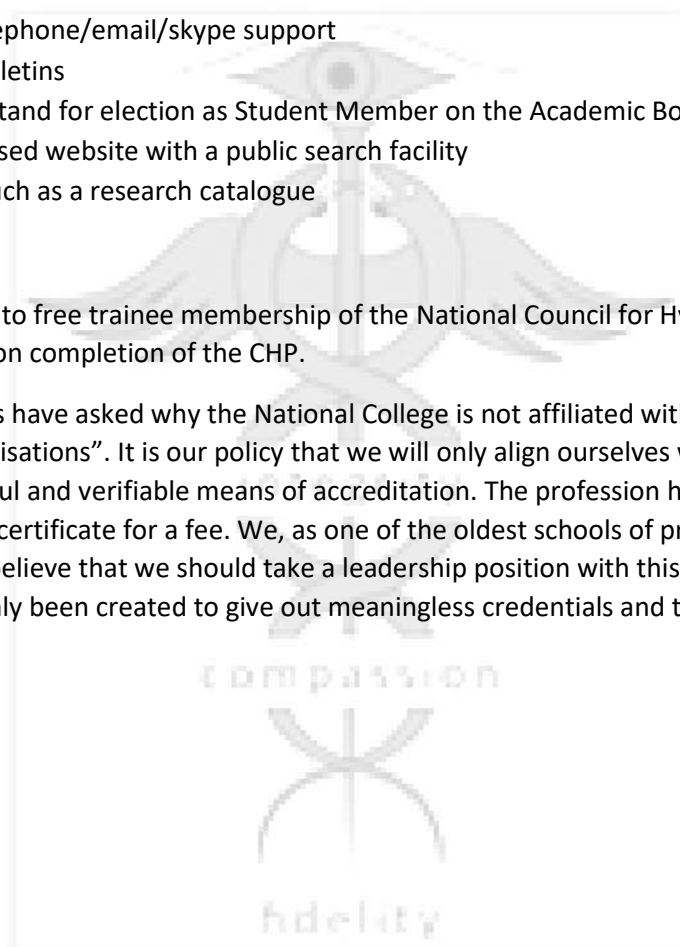 ephone/email/skype support
letins
tand for election as Student Member on the Academic Bo
sed website with a public search facility
uch as a research catalogue
to free trainee membership of the National Council for Hy
on completion of the CHP.
s have asked why the National College is not affiliated with
isations”. It is our policy that we will only align ourselves
ul and verifiable means of accreditation. The profession h
certificate for a fee. We, as one of the oldest schools of pr
believe that we should take a leadership position with this
nly been created to give out meaningless credentials and t
compassion
fidelity